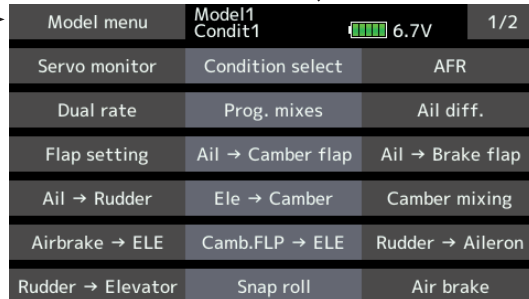 Model menu
Model1
Condit1
6.7V
1/2
Servo monitor
Condition select
AFR
Dual rate
Prog. mixes
Ail diff.
Flap setting
Ail → Camber flap
Ail → Brake flap
Ail → Rudder
Ele → Camber
Camber mixing
Airbrake → ELE
Camb.FLP → ELE
Rudder → Aileron
Rudder → Elevator
Snap roll
Air brake